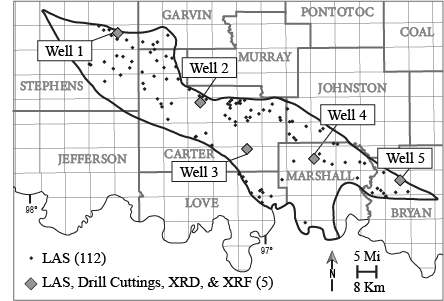 GARVIN
PONTOTOC
COAL
Well 1
MURRAY
Well 2
STEPHENS
JOHNSTON
Well 4
JEFFERSON
CARTER
Well 3
MARSHALL
Well 5
LOVE
BRYAN
98°
97°
LAS (112)
LAS, Drill Cuttings, XRD, & XRF (5)
N
5 Mi
8 Km